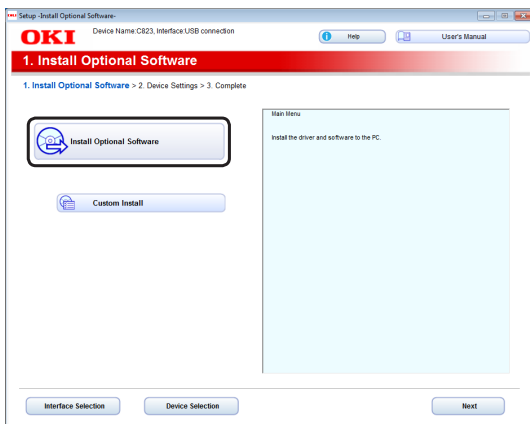 OKI Setup -Install Optional Software-
OKI Device Name:C823, Interface:USB connection
Help
User's Manual
1. Install Optional Software
1. Install Optional Software > 2. Device Settings > 3. Complete
Main Menu
Install Optional Software
Install the driver and software to the PC.
Custom Install
Interface Selection
Device Selection
Next